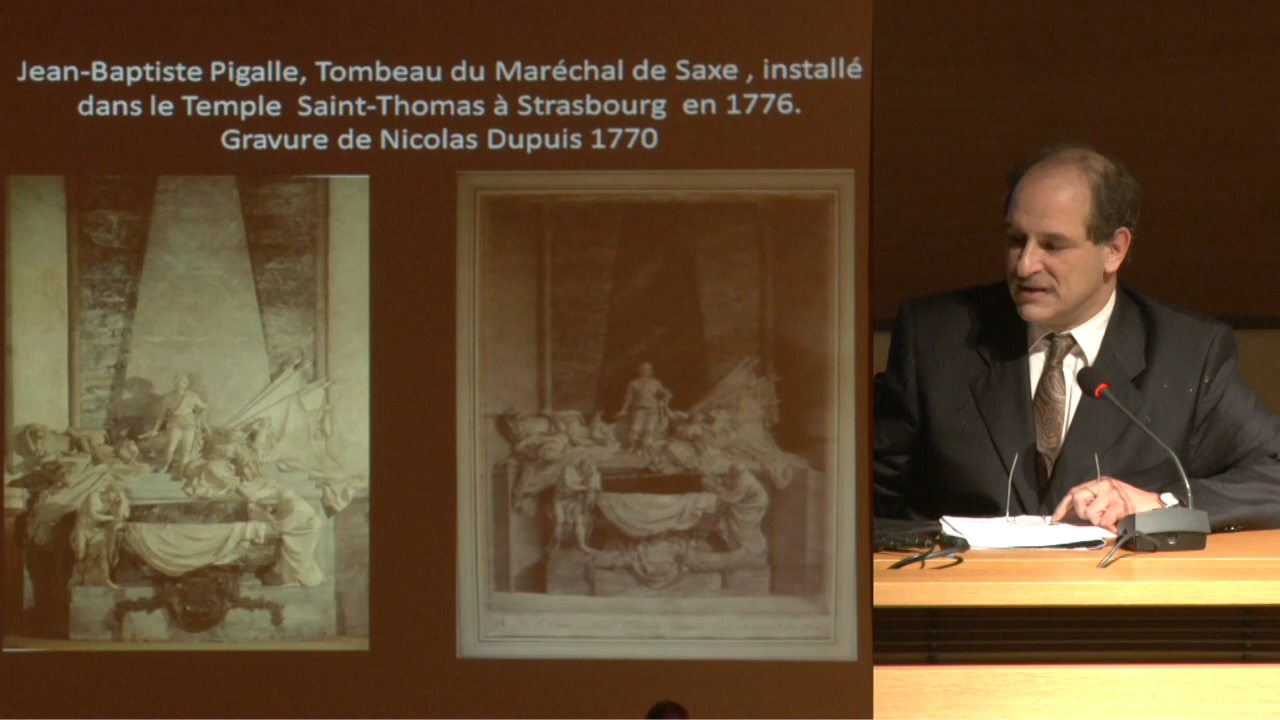 Jean-Baptiste Pigalle, Tombeau du Maréchal de Saxe , installé
dans le Temple Saint-Thomas à Strasbourg en 1776.
Gravure de Nicolas Dupuis 1770